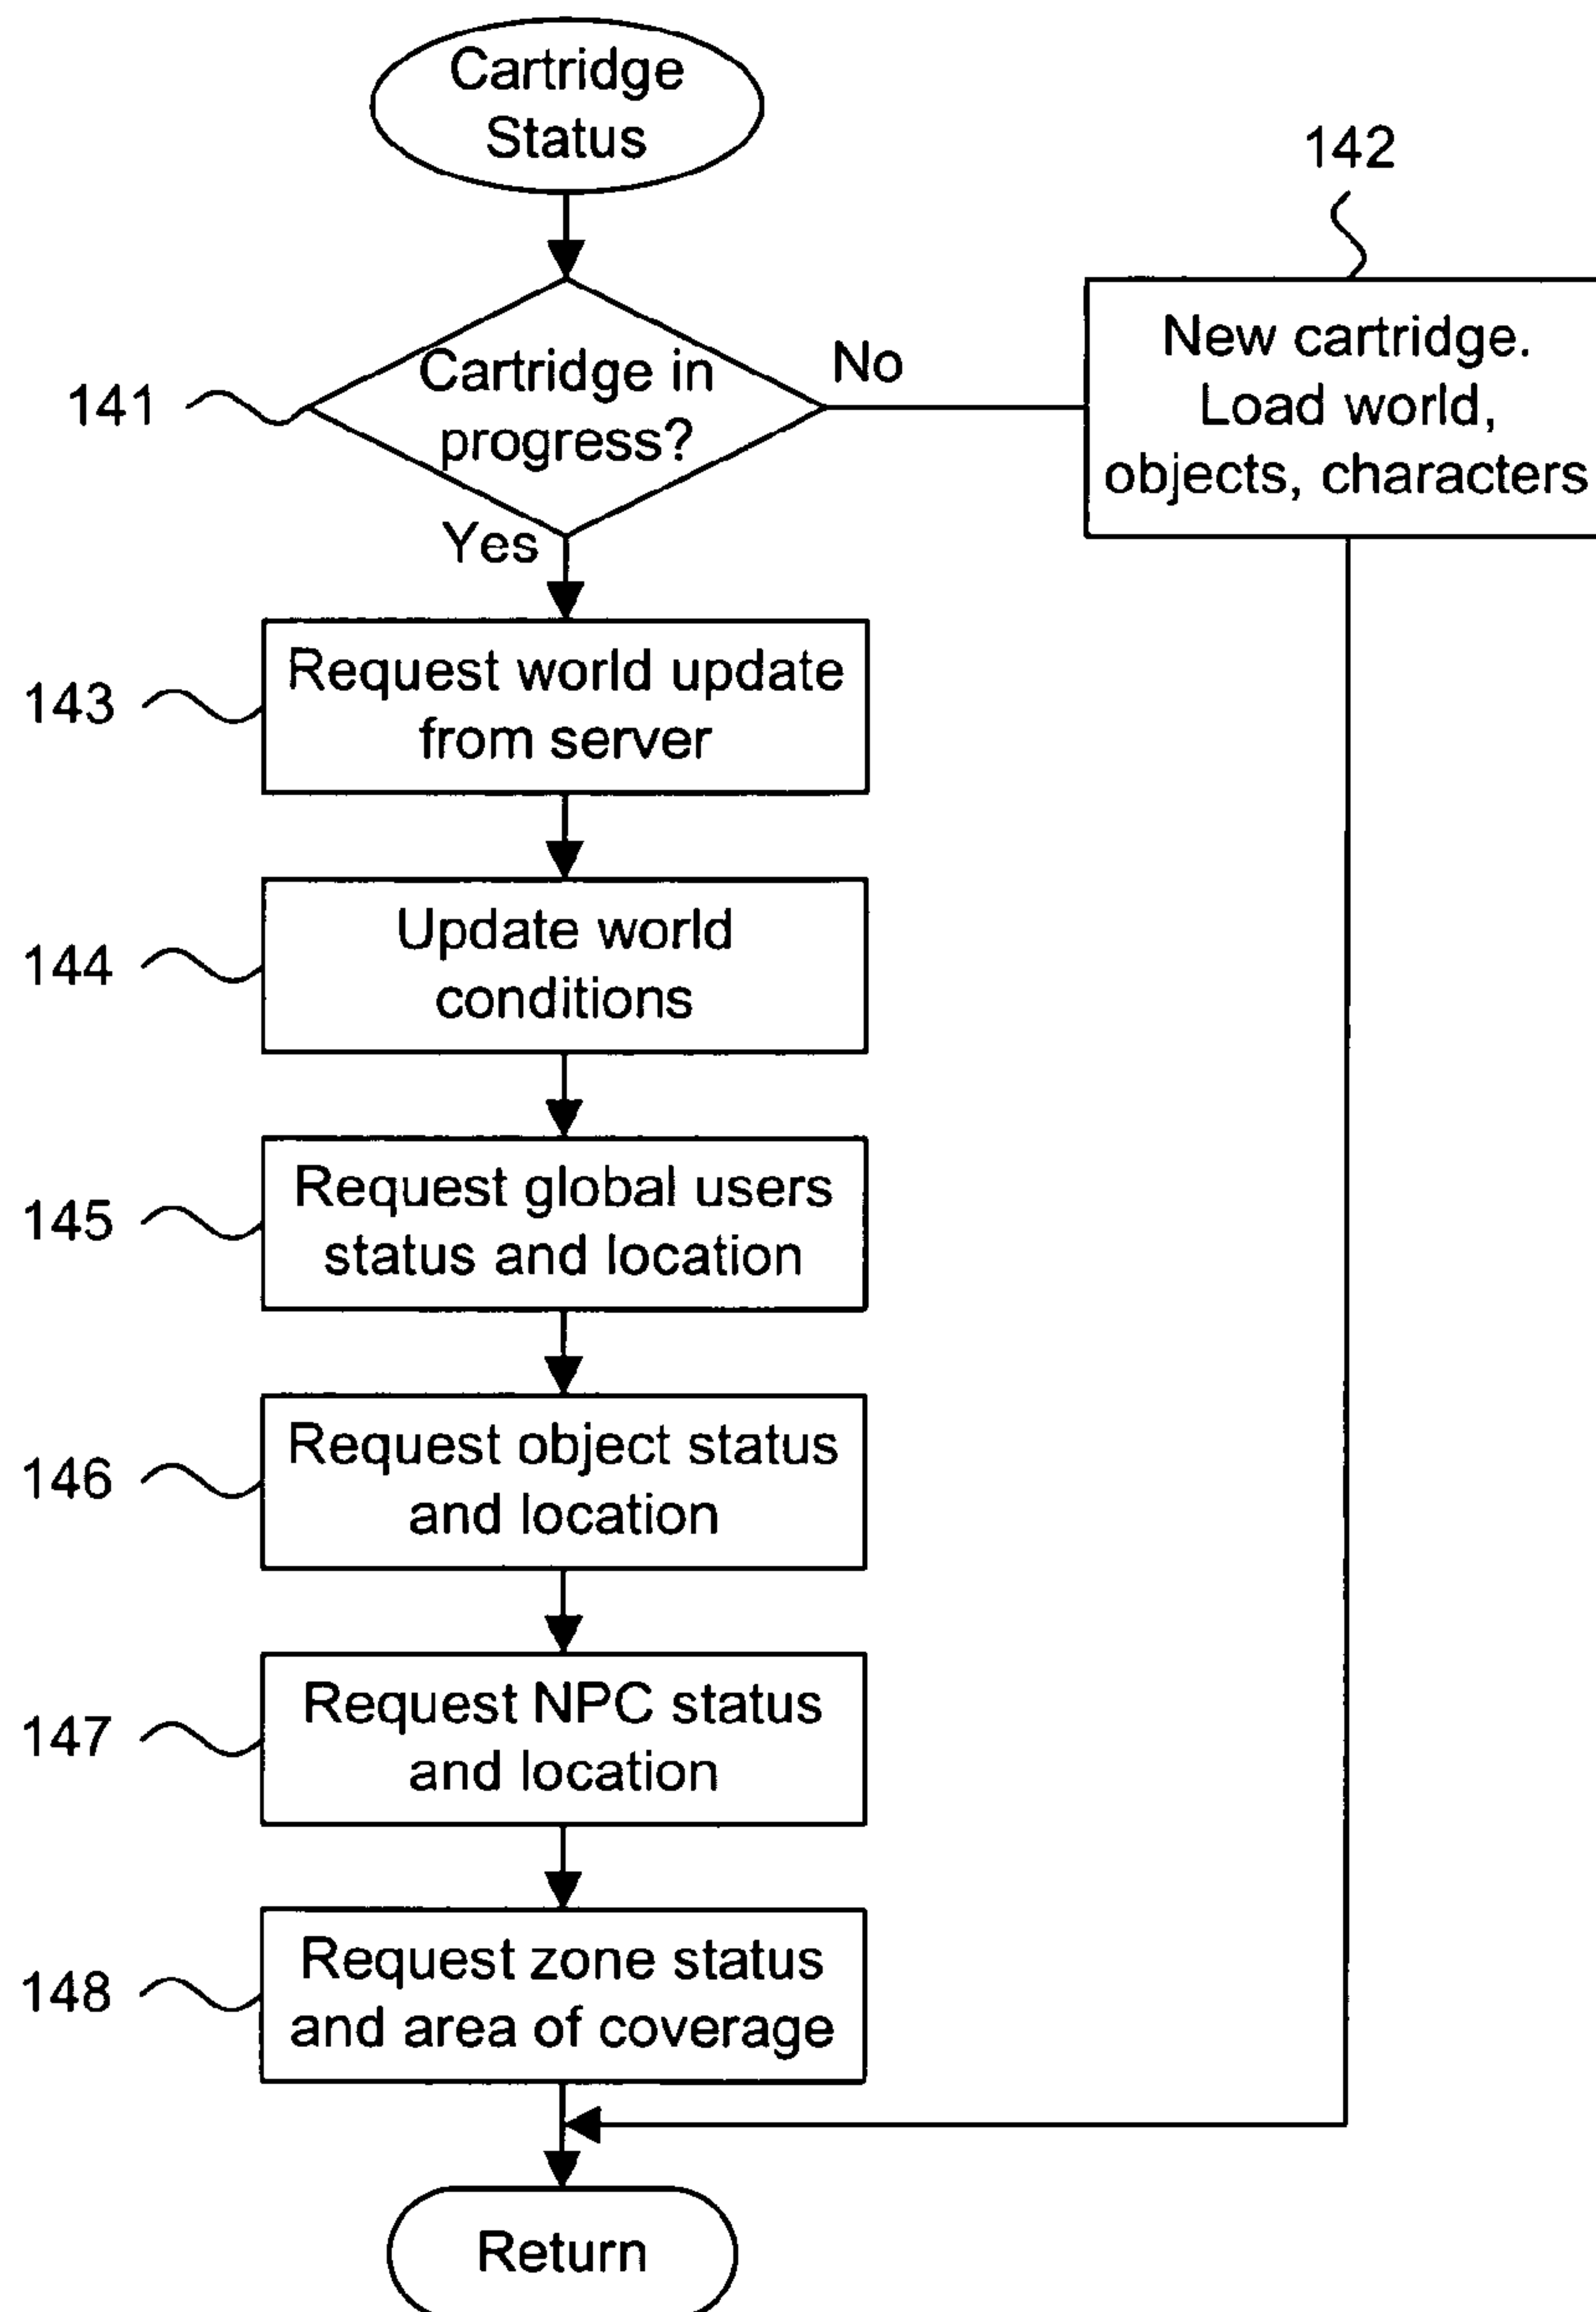 Cartridge
Status
142
New cartridge.
Load world,
objects, characters
No
141
Cartridge in
progress?
Yes
143
Request world update
from server
144
Update world
conditions
145
Request global users
status and location
146
Request object status
and location
147
Request NPC status
and location
148
Request zone status
and area of coverage
Return